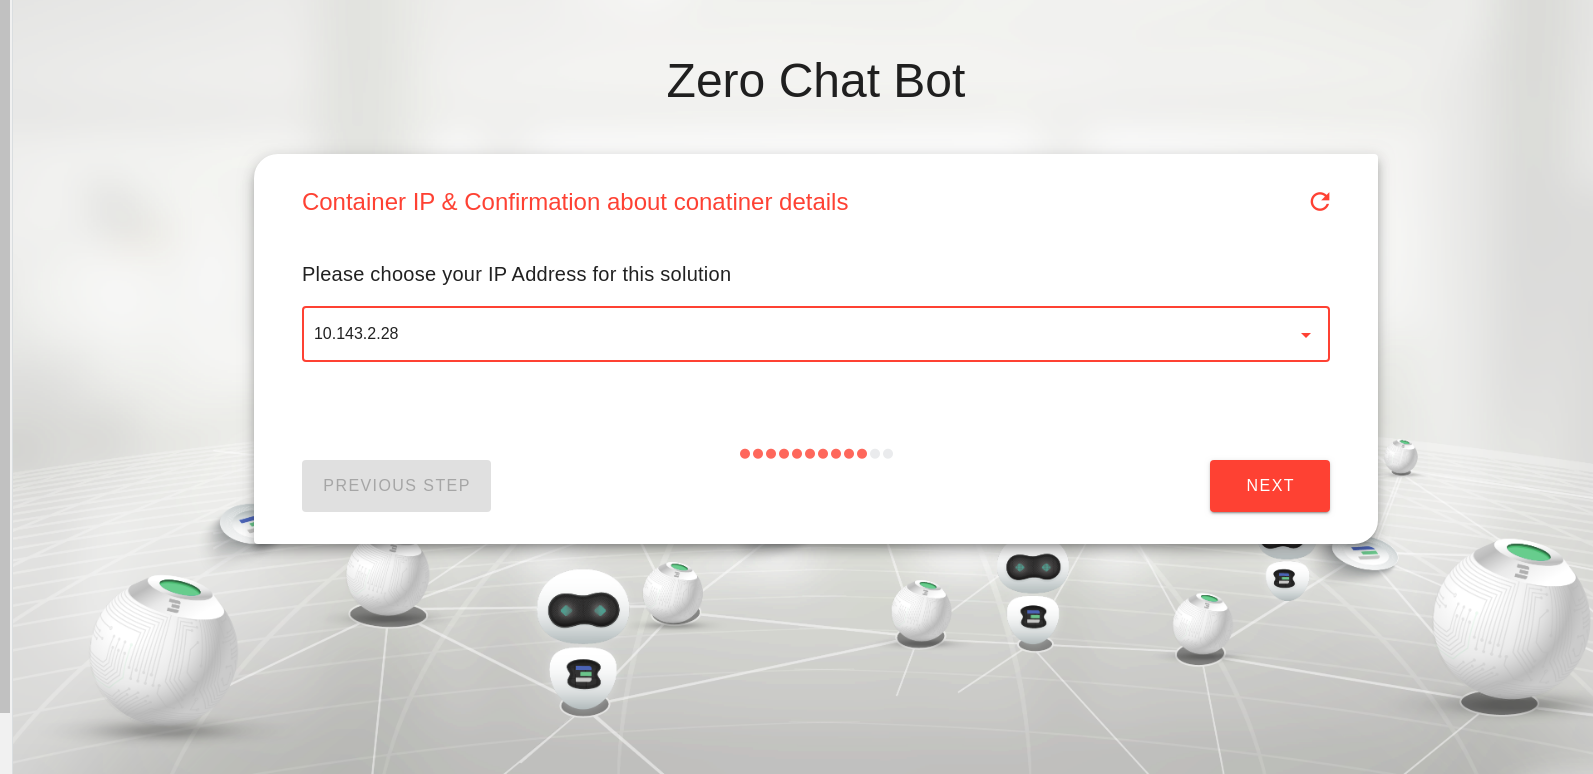 Zero Chat Bot
Container IP & Confirmation about conatiner details
Please choose your IP Address for this solution
10.143.2.28
PREVIOUS STEP
NEXT